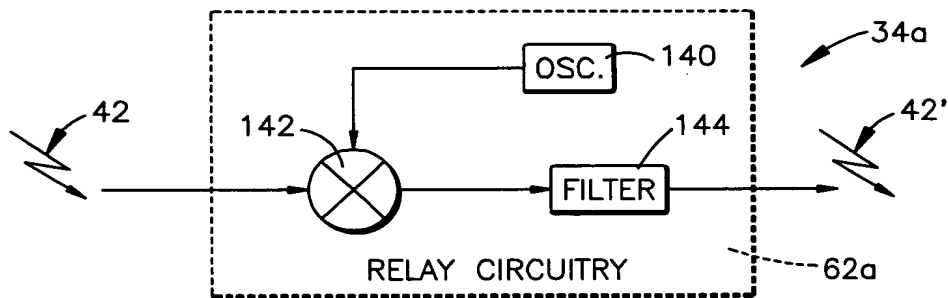 34a
OSC.
140
42
142
144
42'
FILTER
RELAY CIRCUITRY
62a